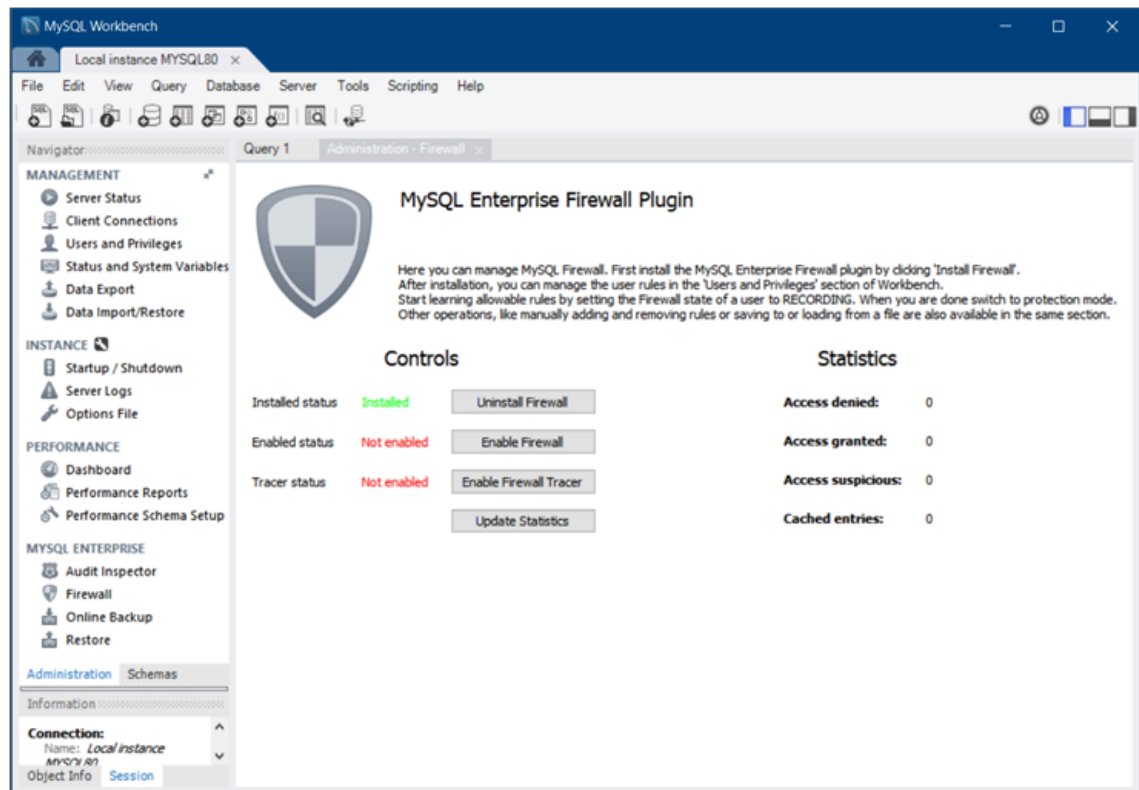 MySQL Workbench
Local instance MYSQL80
File Edit View Query Database Server Tools Scripting Help
Navigator
Query 1 Administration - Firewall
MANAGEMENT
Server Status
Client Connections
Users and Privileges
Status and System Variables
Data Export
Data Import/Restore
INSTANCE
Startup / Shutdown
Server Logs
Options File
PERFORMANCE
Dashboard
Performance Reports
Performance Schema Setup
MYSQL ENTERPRISE
Audit Inspector
Firewall
Online Backup
Restore
Administration Schemas
Information
Connection:
Name: Local instance
MYSQL80
Object Info Session
MySQL Enterprise Firewall Plugin
Here you can manage MySQL Firewall. First install the MySQL Enterprise Firewall plugin by clicking 'Install Firewall'.
After installation, you can manage the user rules in the 'Users and Privileges' section of Workbench.
Start learning allowable rules by setting the Firewall state of a user to RECORDING. When you are done switch to protection mode.
Other operations, like manually adding and removing rules or saving to or loading from a file are also available in the same section.
Controls
Installed status Installed Uninstall Firewall
Enabled status Not enabled Enable Firewall
Tracer status Not enabled Enable Firewall Tracer
Update Statistics
Statistics
Access denied: 0
Access granted: 0
Access suspicious: 0
Cached entries: 0